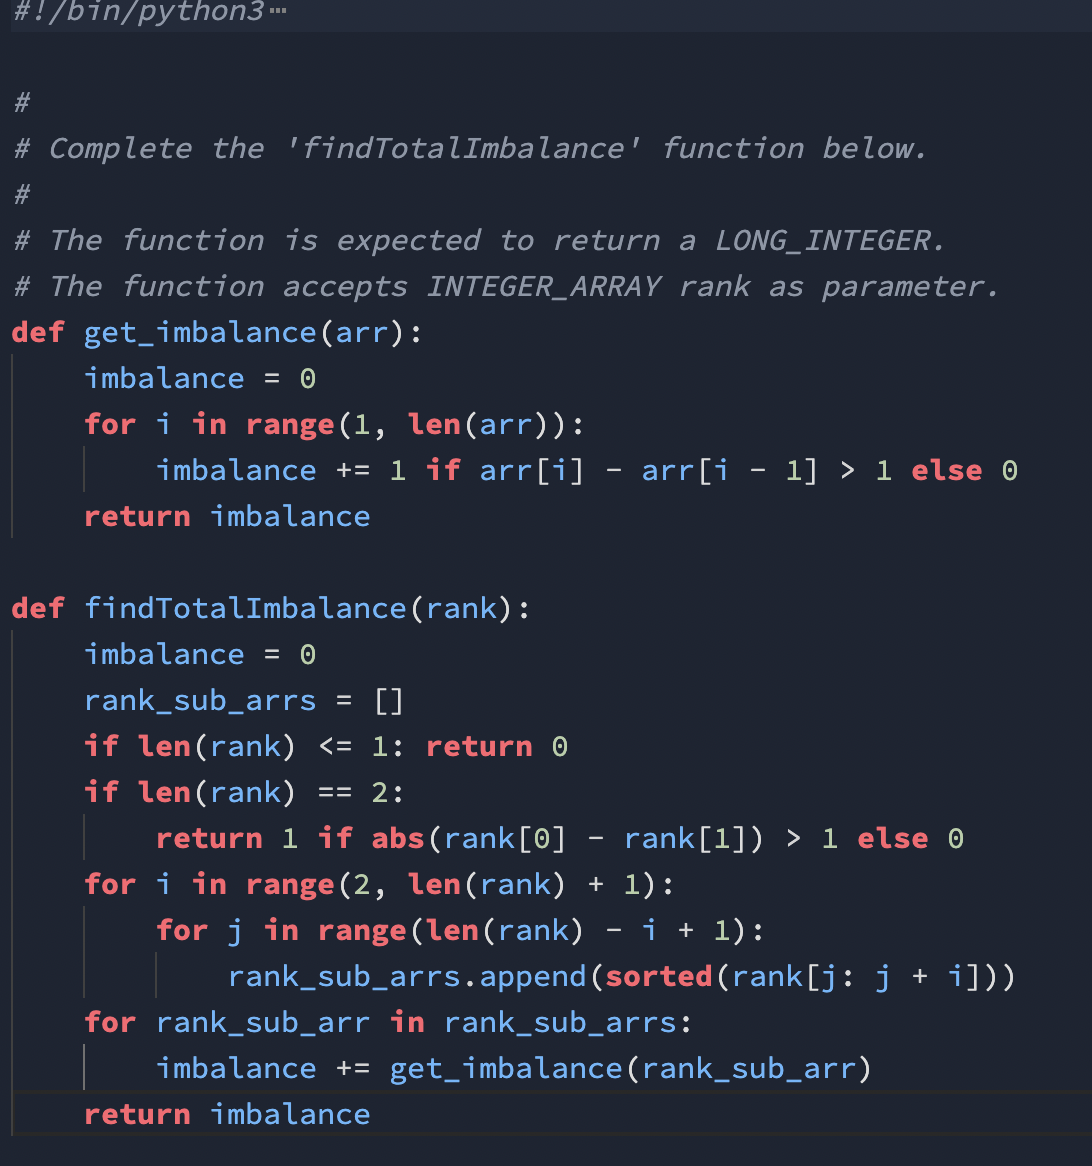 #!/bin/python3…
#
# Complete the 'findTotalImbalance' function below.
#
# The function is expected to return a LONG_INTEGER.
# The function accepts INTEGER_ARRAY rank as parameter.
def get_imbalance(arr):
    imbalance = 0
    for i in range(1, len(arr)):
        imbalance += 1 if arr[i] - arr[i - 1] > 1 else 0
    return imbalance
def findTotalImbalance(rank):
    imbalance = 0
    rank_sub_arrs = []
    if len(rank) <= 1: return 0
    if len(rank) == 2:
        return 1 if abs(rank[0] - rank[1]) > 1 else 0
    for i in range(2, len(rank) + 1):
        for j in range(len(rank) - i + 1):
            rank_sub_arrs.append(sorted(rank[j: j + i]))
    for rank_sub_arr in rank_sub_arrs:
        imbalance += get_imbalance(rank_sub_arr)
    return imbalance